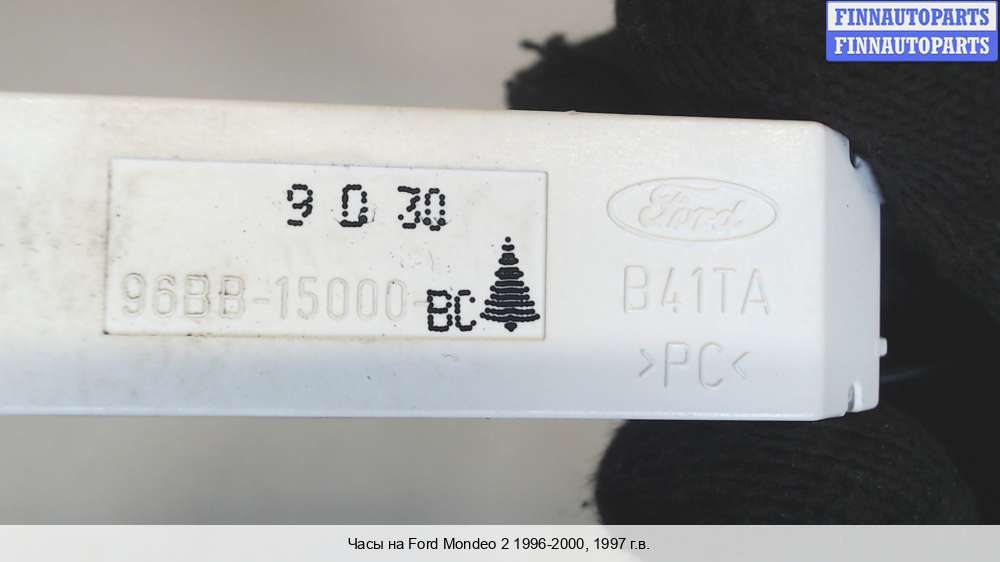 FINNAUTOPARTS
FINNAUTOPARTS
9 0 30
Ford
96BB-15000-BC
B41TA
>PC<
Часы на Ford Mondeo 2 1996-2000, 1997 г.в.